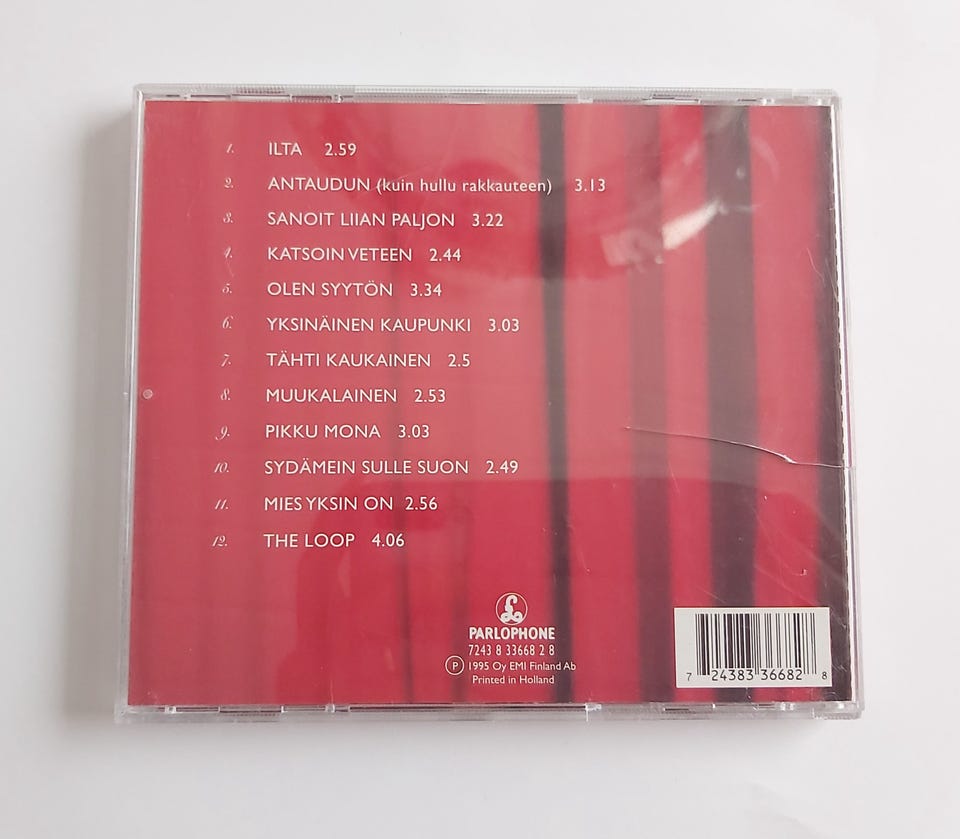 1. ILTA 2.59
2. ANTAUDUN (kuin hullu rakkauteen) 3.13
3. SANOIT LIIAN PALJON 3.22
4. KATSOIN VETEEN 2.44
5. OLEN SYYTÖN 3.34
6. YKSINÄINEN KAUPUNKI 3.03
7. TÄHTI KAUKAINEN 2.5
8. MUUKALAINEN 2.53
9. PIKKU MONA 3.03
10. SYDÄMEIN SULLE SUON 2.49
11. MIES YKSIN ON 2.56
12. THE LOOP 4.06
£
PARLOPHONE
7243 8 33668 2 8
Ⓟ 1995 Oy EMI Finland Ab
Printed in Holland
7 24383 36682 8